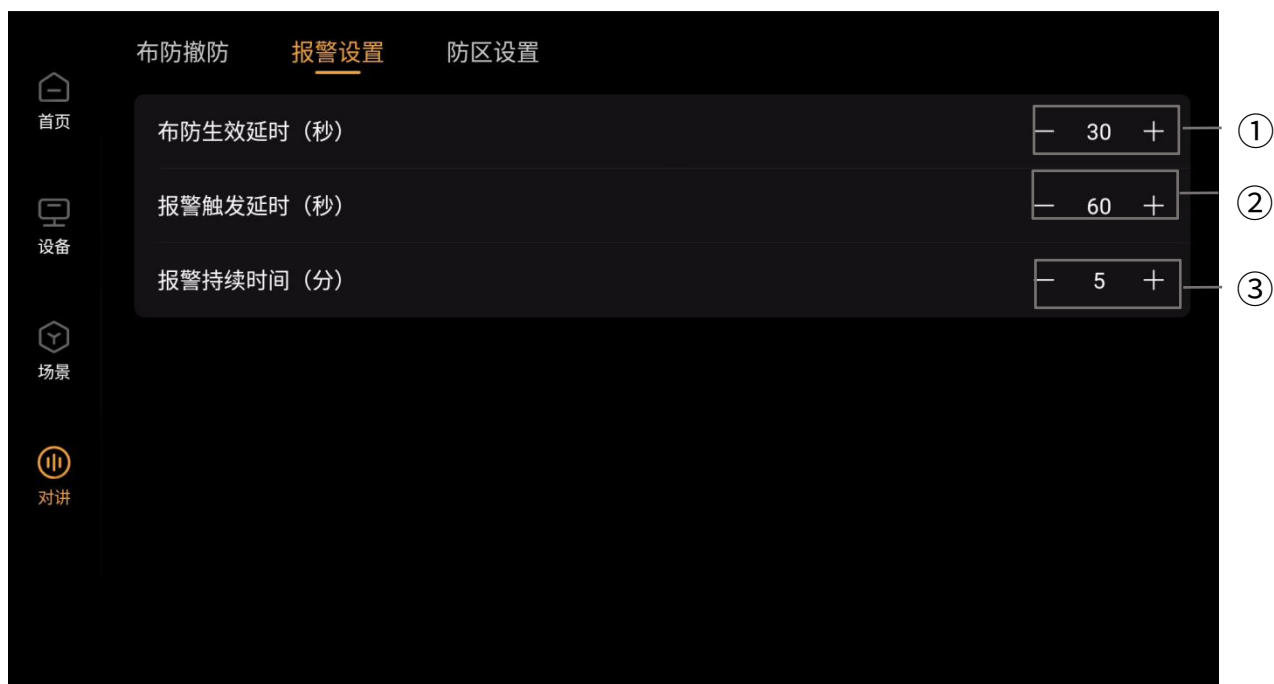 布防撤防 报警设置 防区设置
首页
设备
场景
对讲
布防生效延时（秒） — 30 + ①
报警触发延时（秒） — 60 + ②
报警持续时间（分） — 5 + ③